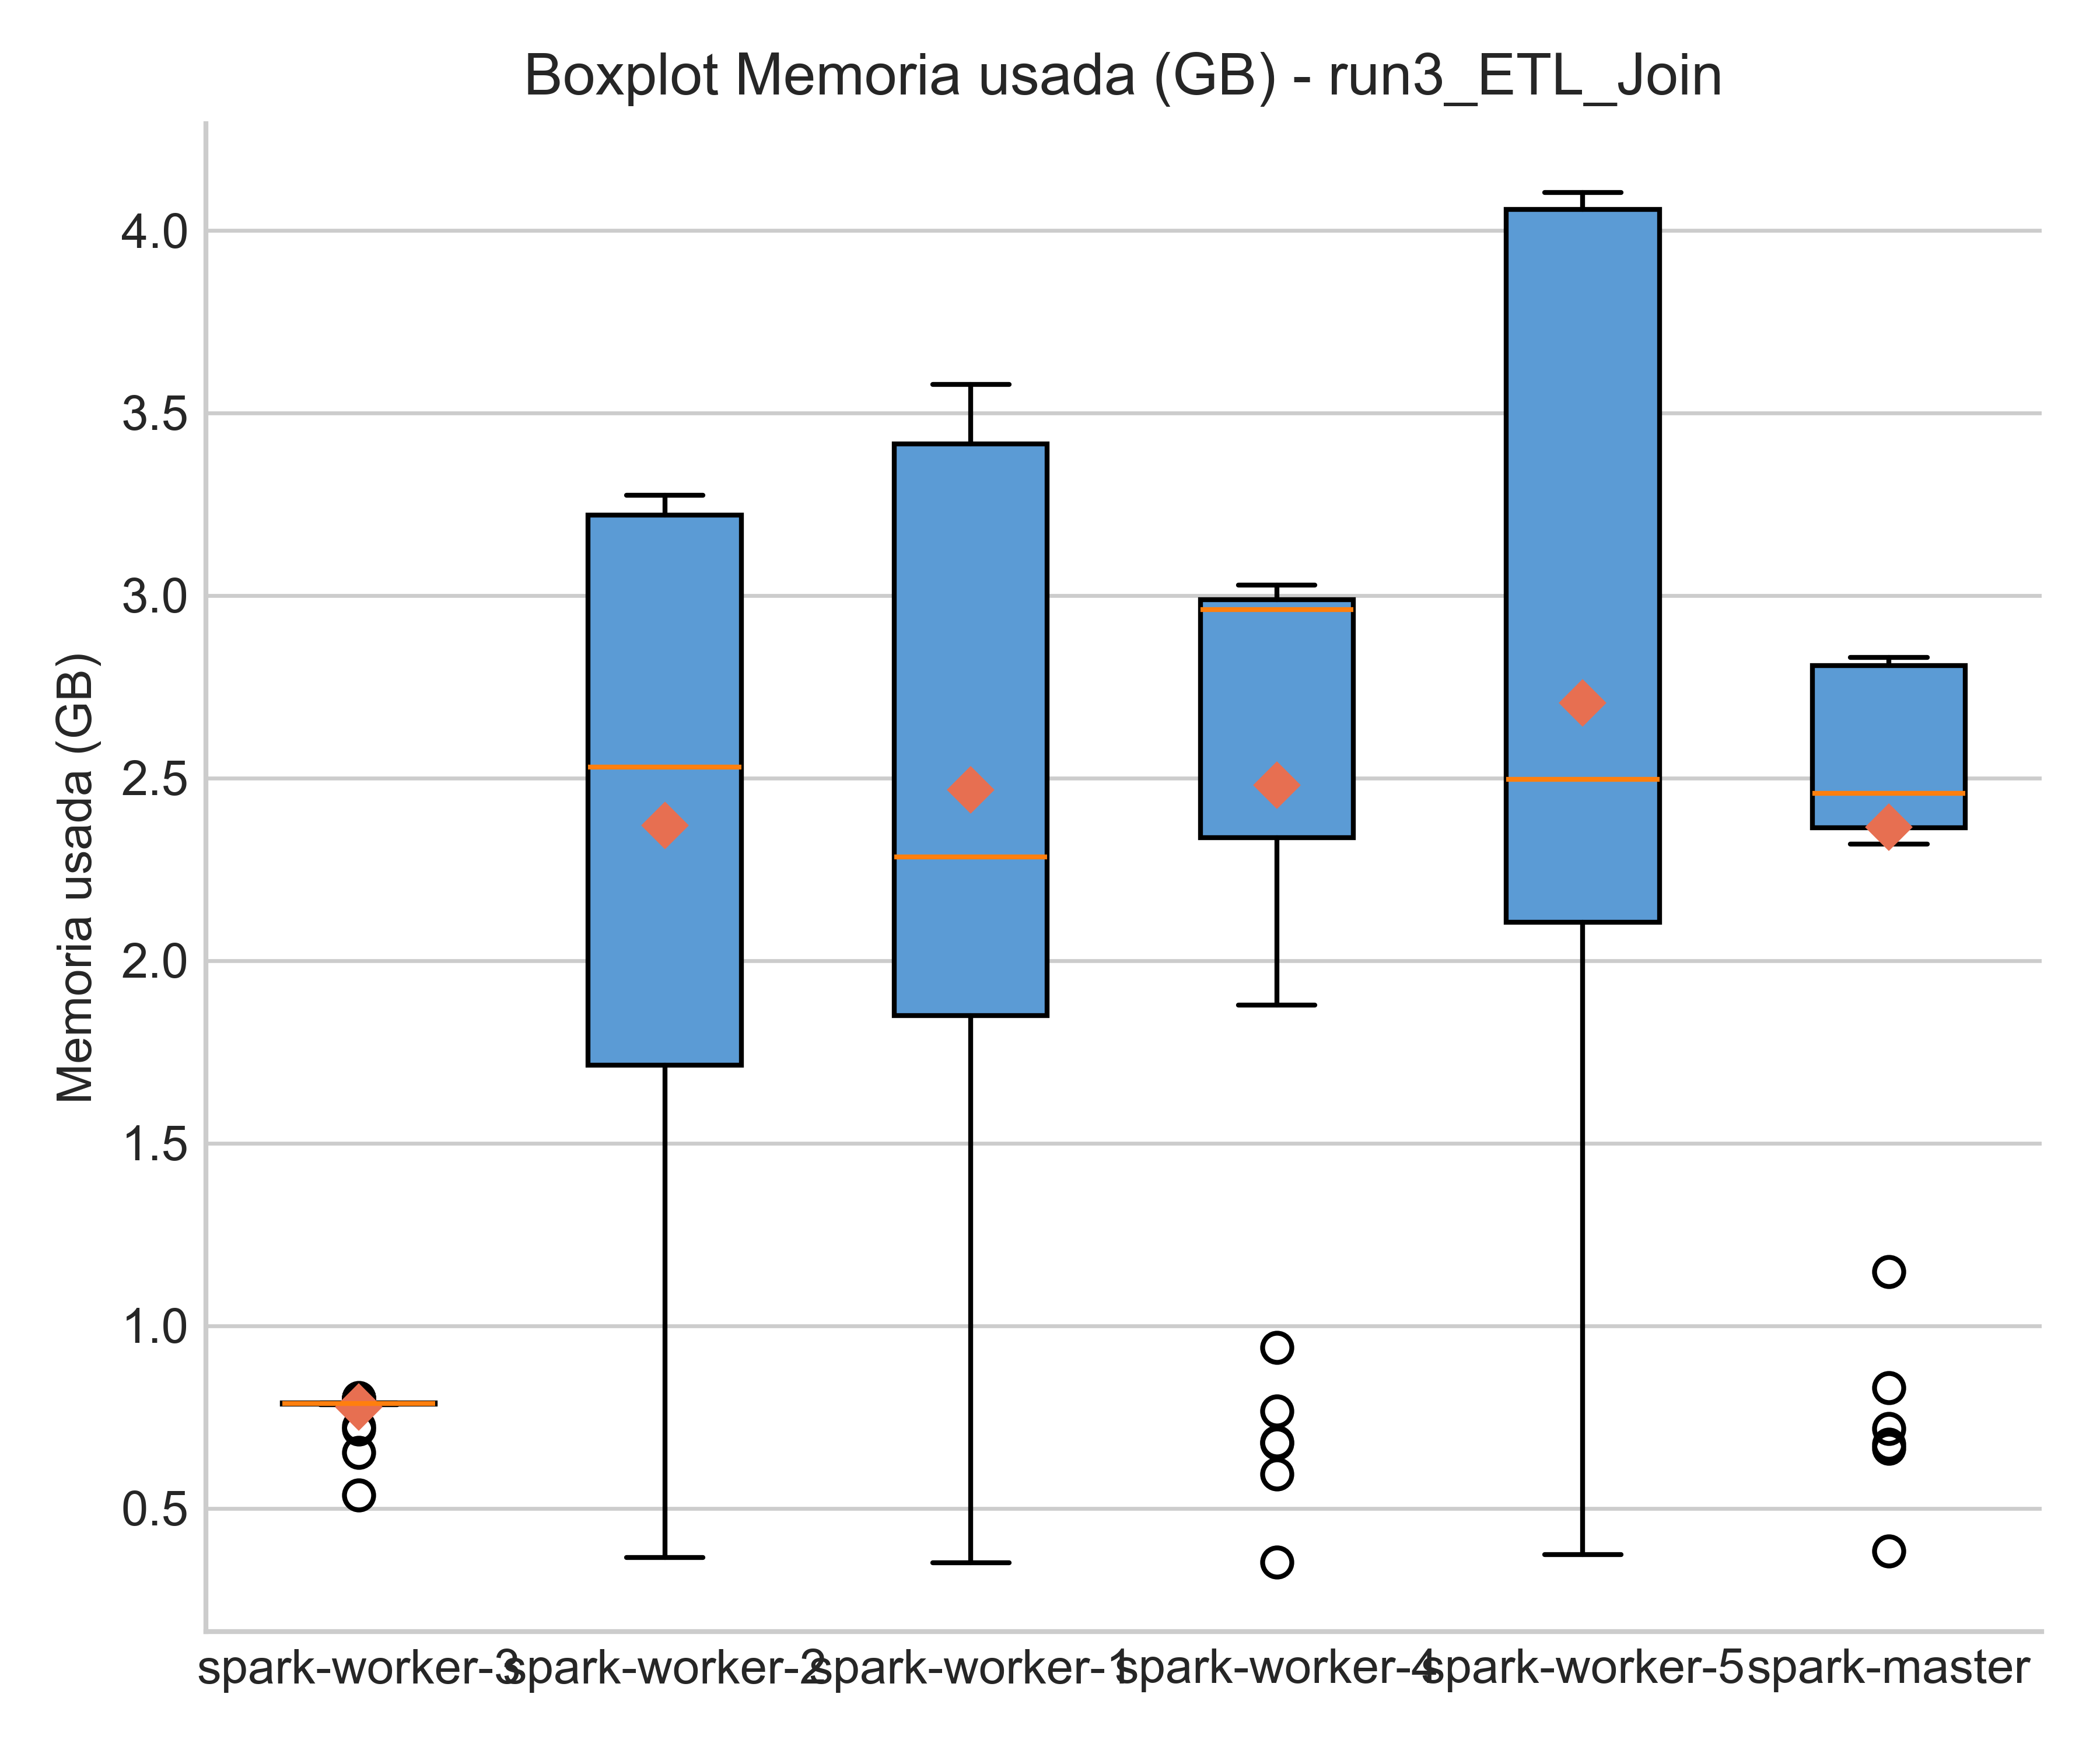 Boxplot Memoria usada (GB) - run3_ETL_Join
Memoria usada (GB)
4.0
3.5
3.0
2.5
2.0
1.5
1.0
0.5
spark-worker-3 spark-worker-2 spark-worker-1 spark-worker-4 spark-worker-5 spark-master